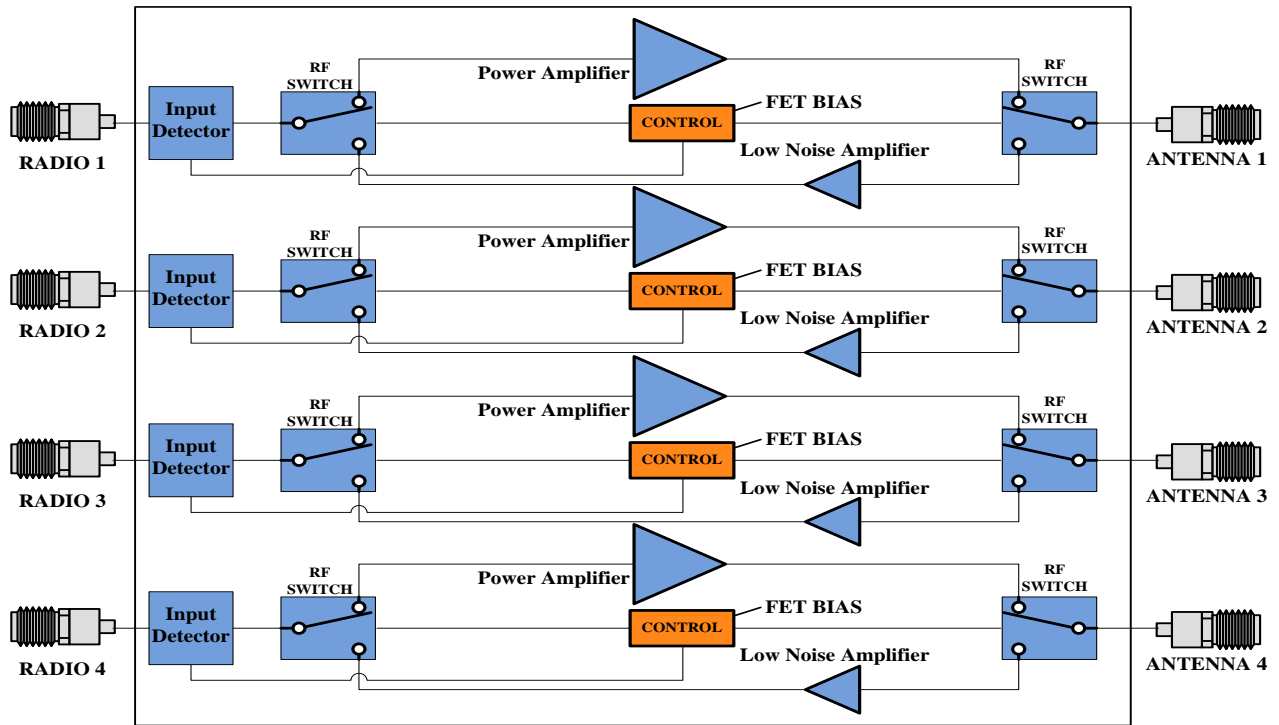 RF
SWITCH
Power Amplifier
RF
SWITCH
Input
Detector
FET BIAS
CONTROL
RADIO 1
Low Noise Amplifier
ANTENNA 1
RF
SWITCH
Power Amplifier
RF
SWITCH
Input
Detector
FET BIAS
CONTROL
RADIO 2
Low Noise Amplifier
ANTENNA 2
RF
SWITCH
Power Amplifier
RF
SWITCH
Input
Detector
FET BIAS
CONTROL
RADIO 3
Low Noise Amplifier
ANTENNA 3
RF
SWITCH
Power Amplifier
RF
SWITCH
Input
Detector
FET BIAS
CONTROL
RADIO 4
Low Noise Amplifier
ANTENNA 4